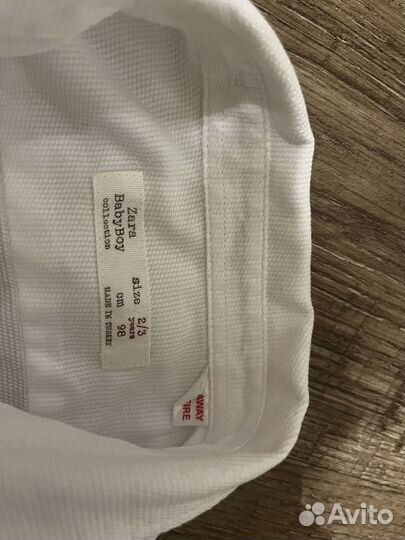 Zara
BabyBoy
collection
size 2/3
years
cm 98
MADE IN TURKEY
AWAY
FIRE
Avito